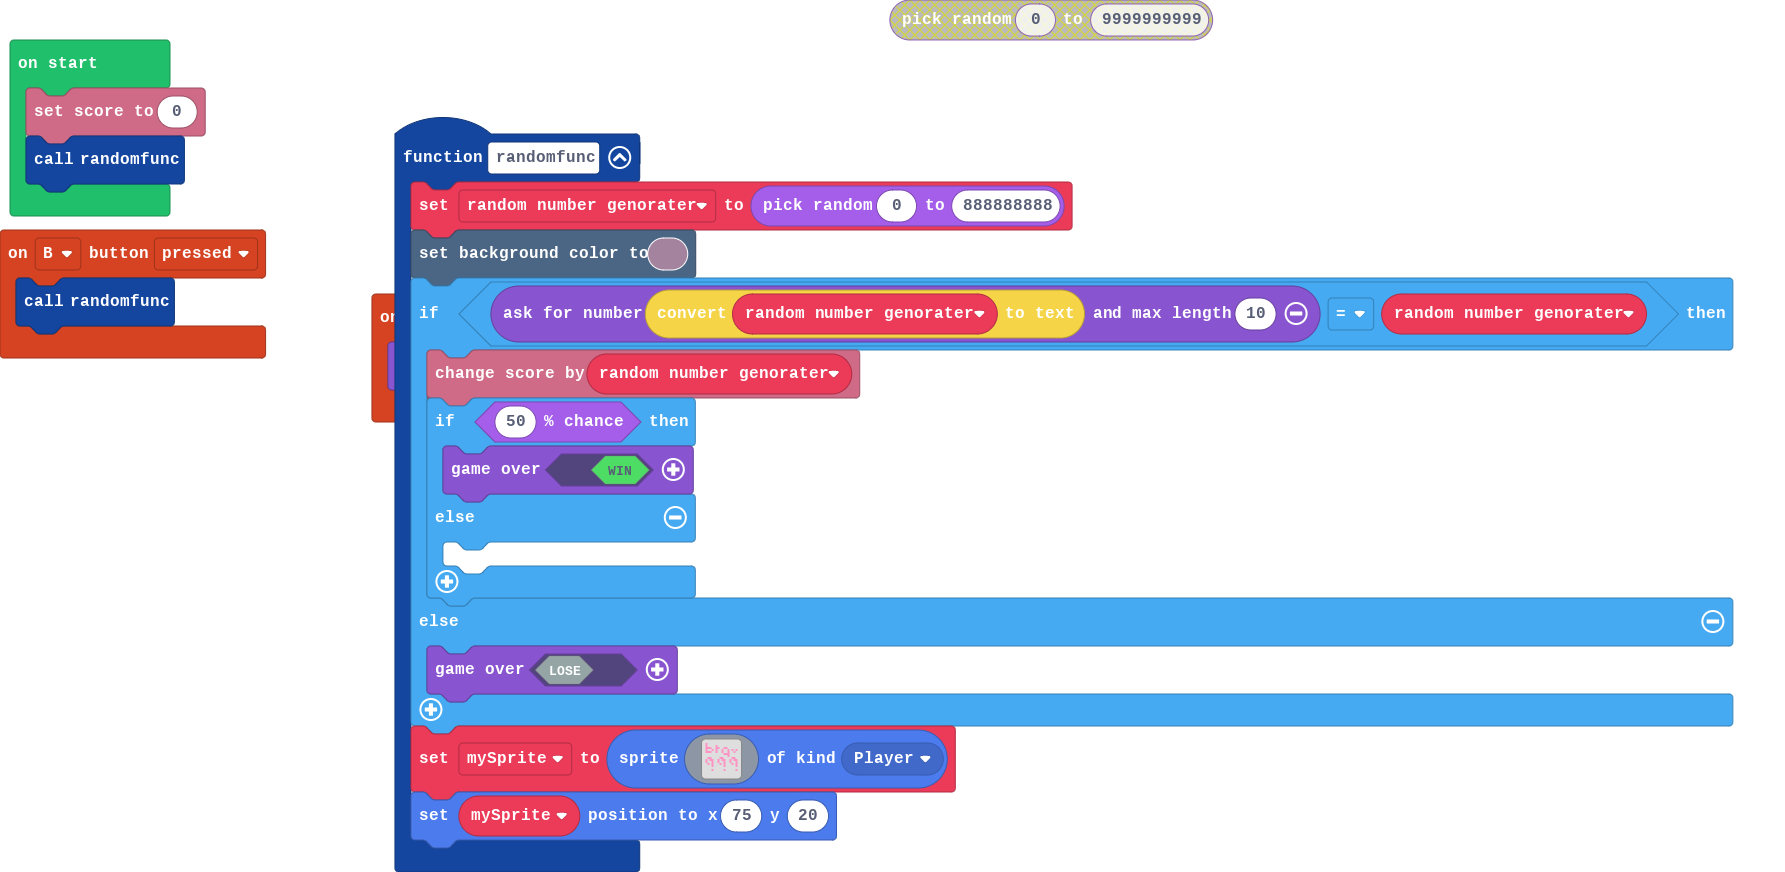 pick random 0 to 9999999999
on start
set score to 0
call randomfunc
on B button pressed
call randomfunc
function randomfunc
set random number genorater to pick random 0 to 888888888
set background color to
if ask for number convert random number genorater to text and max length 10 = random number genorater then
change score by random number genorater
if 50 % chance then
game over WIN
else
else
game over LOSE
set mySprite to sprite of kind Player
set mySprite position to x 75 y 20